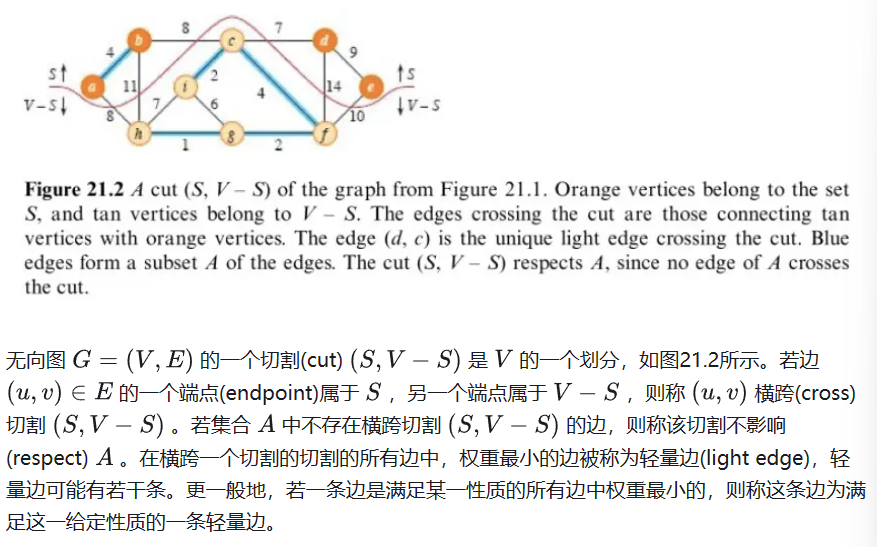 8 7
b c d
4 9
S↑ 2 ↑S
a 11 i 14 e
V–S↓ 7 6 4 ↓V–S
8 10
h g f
1 2
Figure 21.2 A cut (S, V – S) of the graph from Figure 21.1. Orange vertices belong to the set
S, and tan vertices belong to V – S. The edges crossing the cut are those connecting tan
vertices with orange vertices. The edge (d, c) is the unique light edge crossing the cut. Blue
edges form a subset A of the edges. The cut (S, V – S) respects A, since no edge of A crosses
the cut.
无向图 G = (V, E) 的一个切割(cut) (S, V − S) 是 V 的一个划分，如图21.2所示。若边
(u, v) ∈ E 的一个端点(endpoint)属于 S ，另一个端点属于 V − S ，则称 (u, v) 横跨(cross)
切割 (S, V − S) 。若集合 A 中不存在横跨切割 (S, V − S) 的边，则称该切割不影响
(respect) A 。在横跨一个切割的切割的所有边中，权重最小的边被称为轻量边(light edge)，轻
量边可能有若干条。更一般地，若一条边是满足某一性质的所有边中权重最小的，则称这条边为满
足这一给定性质的一条轻量边。